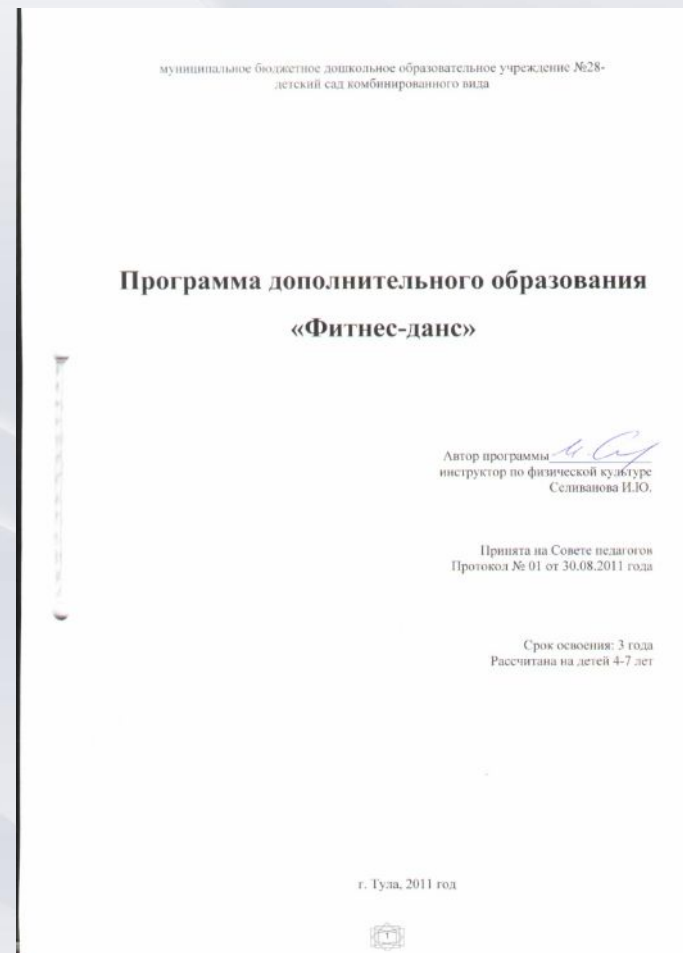 муниципальное бюджетное дошкольное образовательное учреждение №28-
детский сад комбинированного вида
Программа дополнительного образования
«Фитнес-данс»
Автор программы
инструктор по физической культуре
Селиванова И.Ю.
Принята на Совете педагогов
Протокол № 01 от 30.08.2011 года
Срок освоения: 3 года
Рассчитана на детей 4-7 лет
г. Тула, 2011 год
1